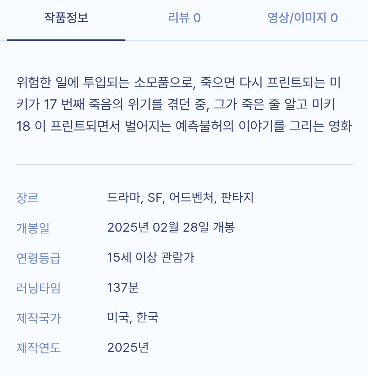 작품정보 리뷰 0 영상/이미지 0
위험한 일에 투입되는 소모품으로, 죽으면 다시 프린트되는 미
키가 17 번째 죽음의 위기를 겪던 중, 그가 죽은 줄 알고 미키
18 이 프린트되면서 벌어지는 예측불허의 이야기를 그리는 영화
장르 드라마, SF, 어드벤처, 판타지
개봉일 2025년 02월 28일 개봉
연령등급 15세 이상 관람가
러닝타임 137분
제작국가 미국, 한국
제작연도 2025년